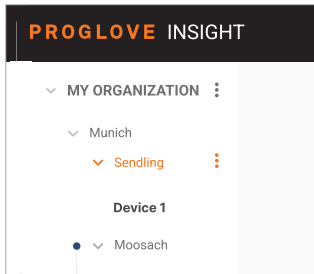 PROGLOVE INSIGHT
MY ORGANIZATION
Munich
Sendling
Device 1
Moosach